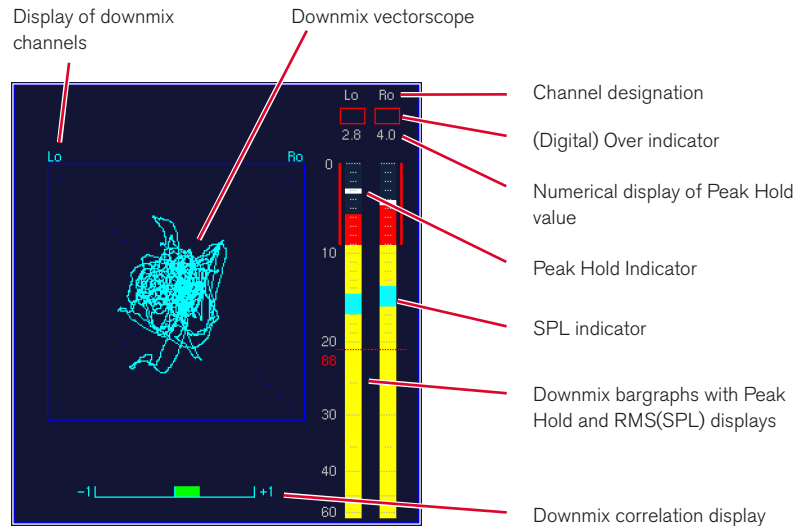 Display of downmix
channels
Downmix vectorscope
Lo Ro
2.8 4.0
Lo Ro
0
10
20
88
30
40
60
-1 +1
Channel designation
(Digital) Over indicator
Numerical display of Peak Hold
value
Peak Hold Indicator
SPL indicator
Downmix bargraphs with Peak
Hold and RMS(SPL) displays
Downmix correlation display